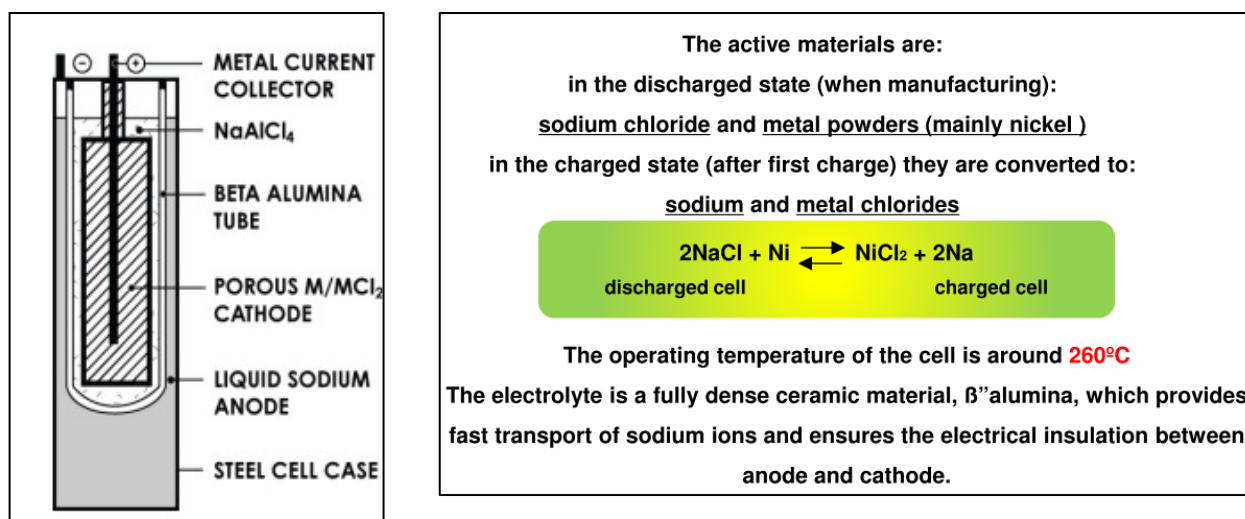 ⊖ ⊕
METAL CURRENT
COLLECTOR
NaAlCl₄
BETA ALUMINA
TUBE
POROUS M/MCl₂
CATHODE
LIQUID SODIUM
ANODE
STEEL CELL CASE
The active materials are:
in the discharged state (when manufacturing):
sodium chloride and metal powders (mainly nickel )
in the charged state (after first charge) they are converted to:
sodium and metal chlorides
2NaCl + Ni ⇄ NiCl₂ + 2Na
discharged cell charged cell
The operating temperature of the cell is around 260ºC
The electrolyte is a fully dense ceramic material, ß”alumina, which provides
fast transport of sodium ions and ensures the electrical insulation between
anode and cathode.